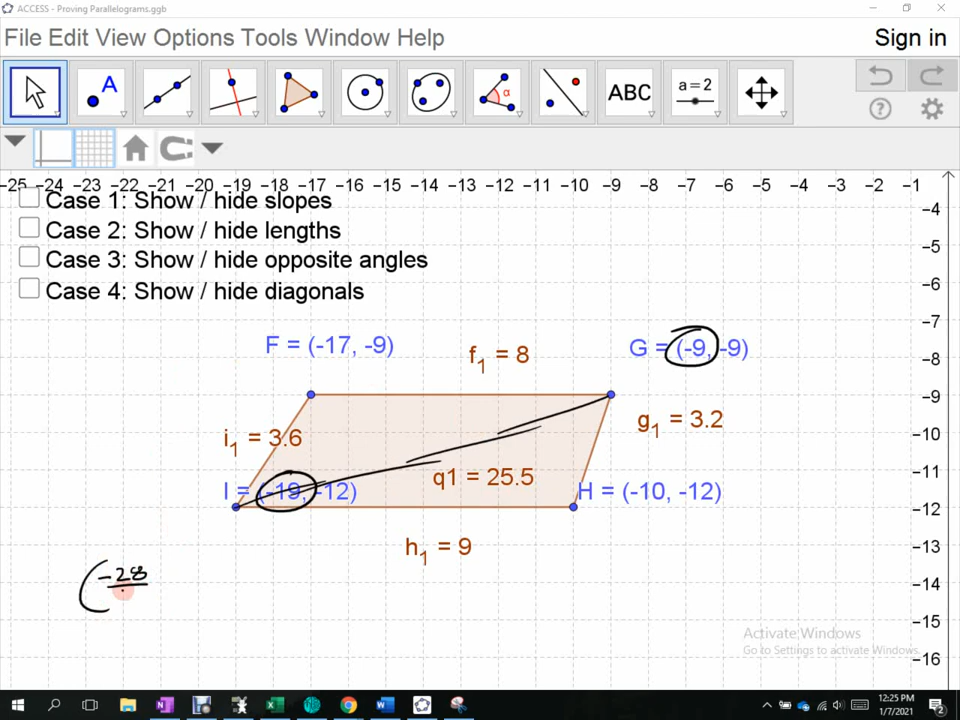 ACCESS - Proving Parallelograms.ggb
File Edit View Options Tools Window Help Sign in
A α ABC a = 2
-25 -24 -23 -22 -21 -20 -19 -18 -17 -16 -15 -14 -13 -12 -11 -10 -9 -8 -7 -6 -5 -4 -3 -2 -1
Case 1: Show / hide slopes
-4
Case 2: Show / hide lengths
-5
Case 3: Show / hide opposite angles
-6
Case 4: Show / hide diagonals
-7
F = (-17, -9) f1 = 8 G = (-9, -9)
-8
-9
i1 = 3.6 g1 = 3.2
-10
q1 = 25.5
-11
I = (-19, -12) H = (-10, -12)
-12
h1 = 9
-13
(-28
-14
-15
Activate Windows
Go to Settings to activate Windows.
-16
12:25 PM
1/7/2021
2